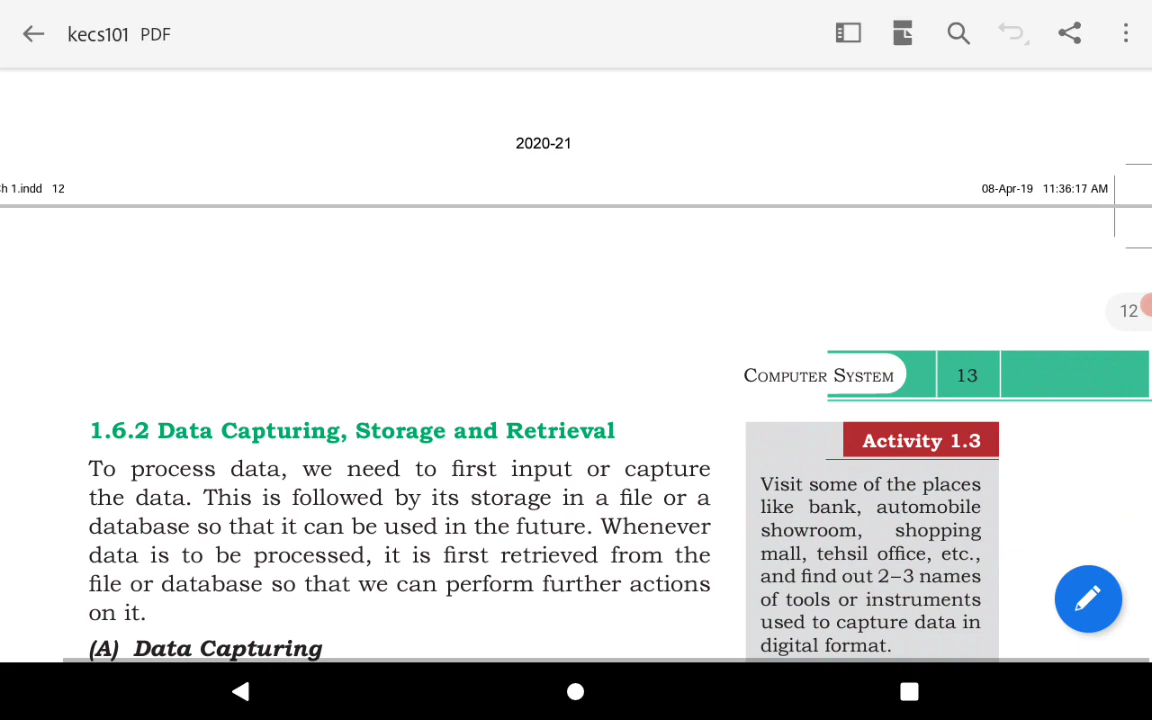 kecs101 PDF
2020-21
h 1.indd 12
08-Apr-19 11:36:17 AM
12
COMPUTER SYSTEM 13
1.6.2 Data Capturing, Storage and Retrieval
To process data, we need to first input or capture
the data. This is followed by its storage in a file or a
database so that it can be used in the future. Whenever
data is to be processed, it is first retrieved from the
file or database so that we can perform further actions
on it.
(A) Data Capturing
Activity 1.3
Visit some of the places
like bank, automobile
showroom, shopping
mall, tehsil office, etc.,
and find out 2–3 names
of tools or instruments
used to capture data in
digital format.